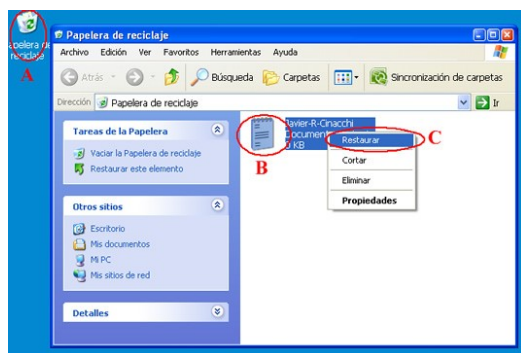 Papelera de reciclaje
Papelera de reciclaje
A
Archivo Edición Ver Favoritos Herramientas Ayuda
Atrás Búsqueda Carpetas Sincronización de carpetas
Dirección Papelera de reciclaje Ir
Tareas de la Papelera
Vaciar la Papelera de reciclaje
Restaurar este elemento
Otros sitios
Escritorio
Mis documentos
Mi PC
Mis sitios de red
Detalles
Javier-R-Cinacchi
Document
0 KB
B
Restaurar
C
Cortar
Eliminar
Propiedades